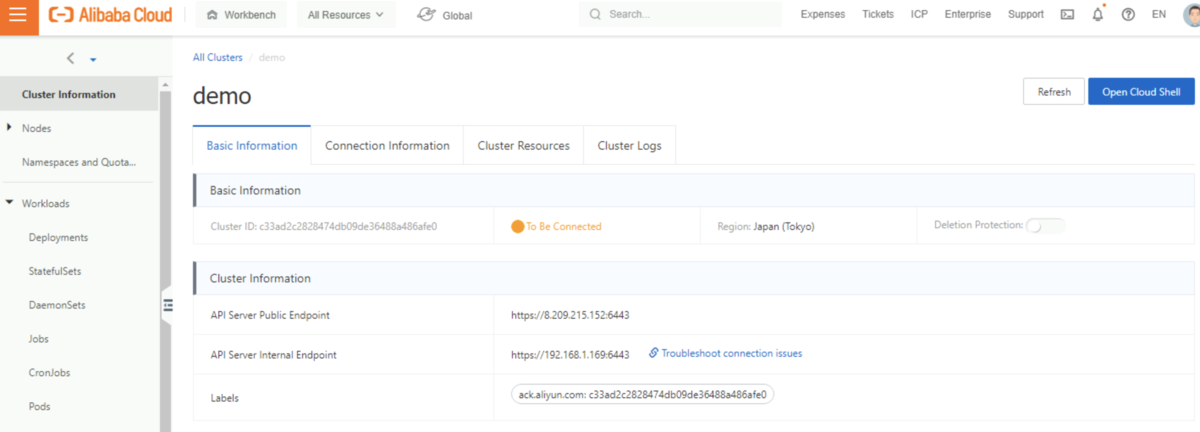 Alibaba Cloud Workbench All Resources Global Search... Expenses Tickets ICP Enterprise Support EN
All Clusters / demo
Cluster Information
demo
Refresh Open Cloud Shell
Nodes
Namespaces and Quota...
Workloads
Deployments
StatefulSets
DaemonSets
Jobs
CronJobs
Pods
Basic Information Connection Information Cluster Resources Cluster Logs
Basic Information
Cluster ID: c33ad2c2828474db09de36488a486afe0 To Be Connected Region: Japan (Tokyo) Deletion Protection:
Cluster Information
API Server Public Endpoint https://8.209.215.152:6443
API Server Internal Endpoint https://192.168.1.169:6443 Troubleshoot connection issues
Labels ack.aliyun.com: c33ad2c2828474db09de36488a486afe0